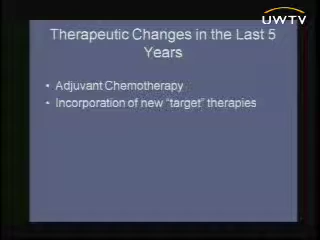 UWTV
Therapeutic Changes in the Last 5
Years
• Adjuvant Chemotherapy
• Incorporation of new "target" therapies